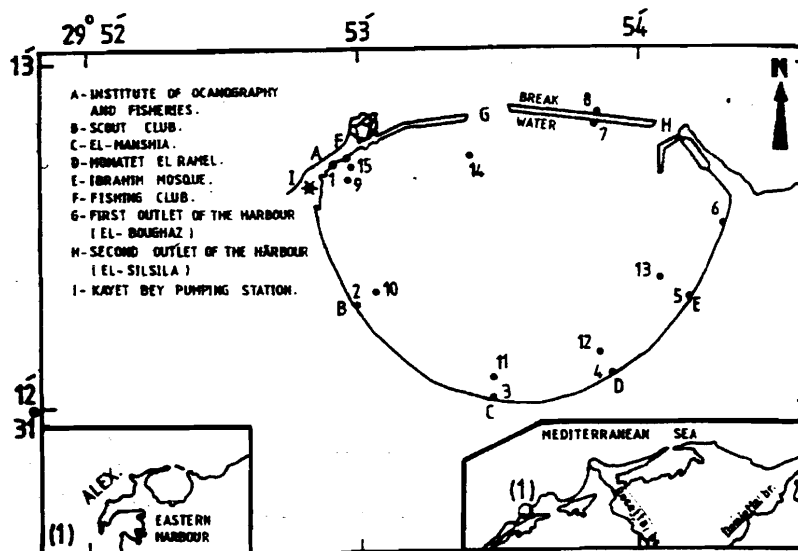 29° 52′
53′
54′
13′
N
A- INSTITUTE OF OCANOGRAPHY
AND FISHERIES.
B- SCOUT CLUB.
C- EL-MANSHIA.
D- MONATET EL RAMEL.
E- IBRAHIM MOSQUE.
F- FISHING CLUB.
G- FIRST OUTLET OF THE HARBOUR
( EL- BOUGHAZ )
H- SECOND OUTLET OF THE HARBOUR
( EL-SILSILA )
I- KAYET BEY PUMPING STATION.
BREAK
WATER
8
7
G
H
A
F
I
1
15
9
14
6
13
5
E
2
B
10
11
3
C
12
4
D
12′
31
ALEX.
EASTERN
HARBOUR
(1)
MEDITERRANEAN SEA
(1)
Damietta br.